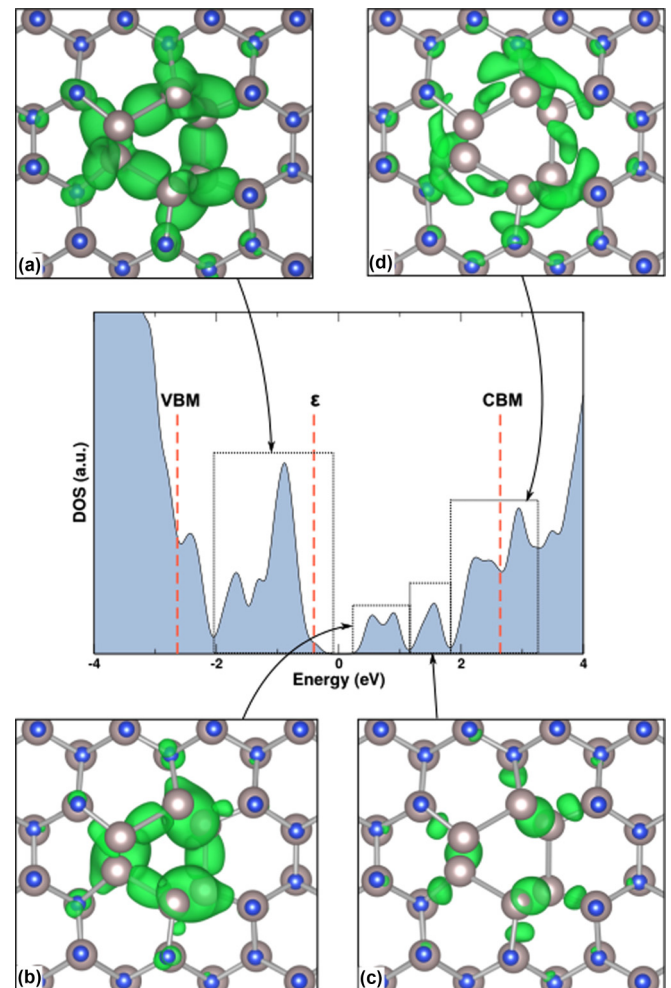 (a)
(d)
VBM
ε
CBM
DOS (a.u.)
-4
-2
0
2
4
Energy (eV)
(b)
(c)